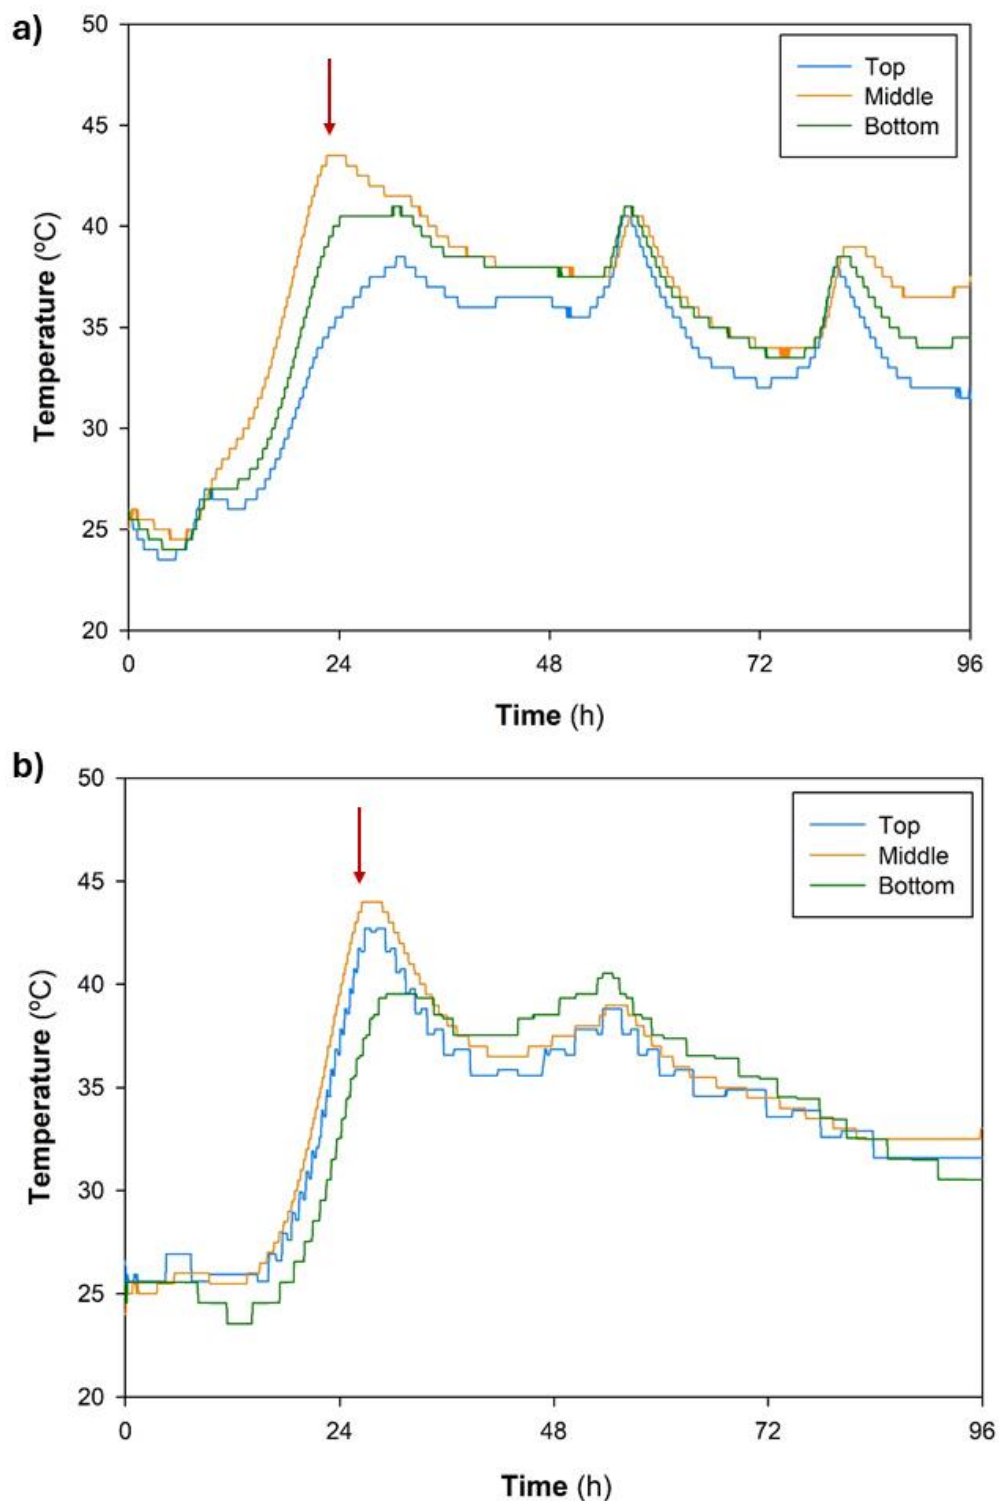 a)
50
45
40
35
30
25
20
Temperature (ºC)
Top
Middle
Bottom
0 24 48 72 96
Time (h)
b)
50
45
40
35
30
25
20
Temperature (ºC)
Top
Middle
Bottom
0 24 48 72 96
Time (h)